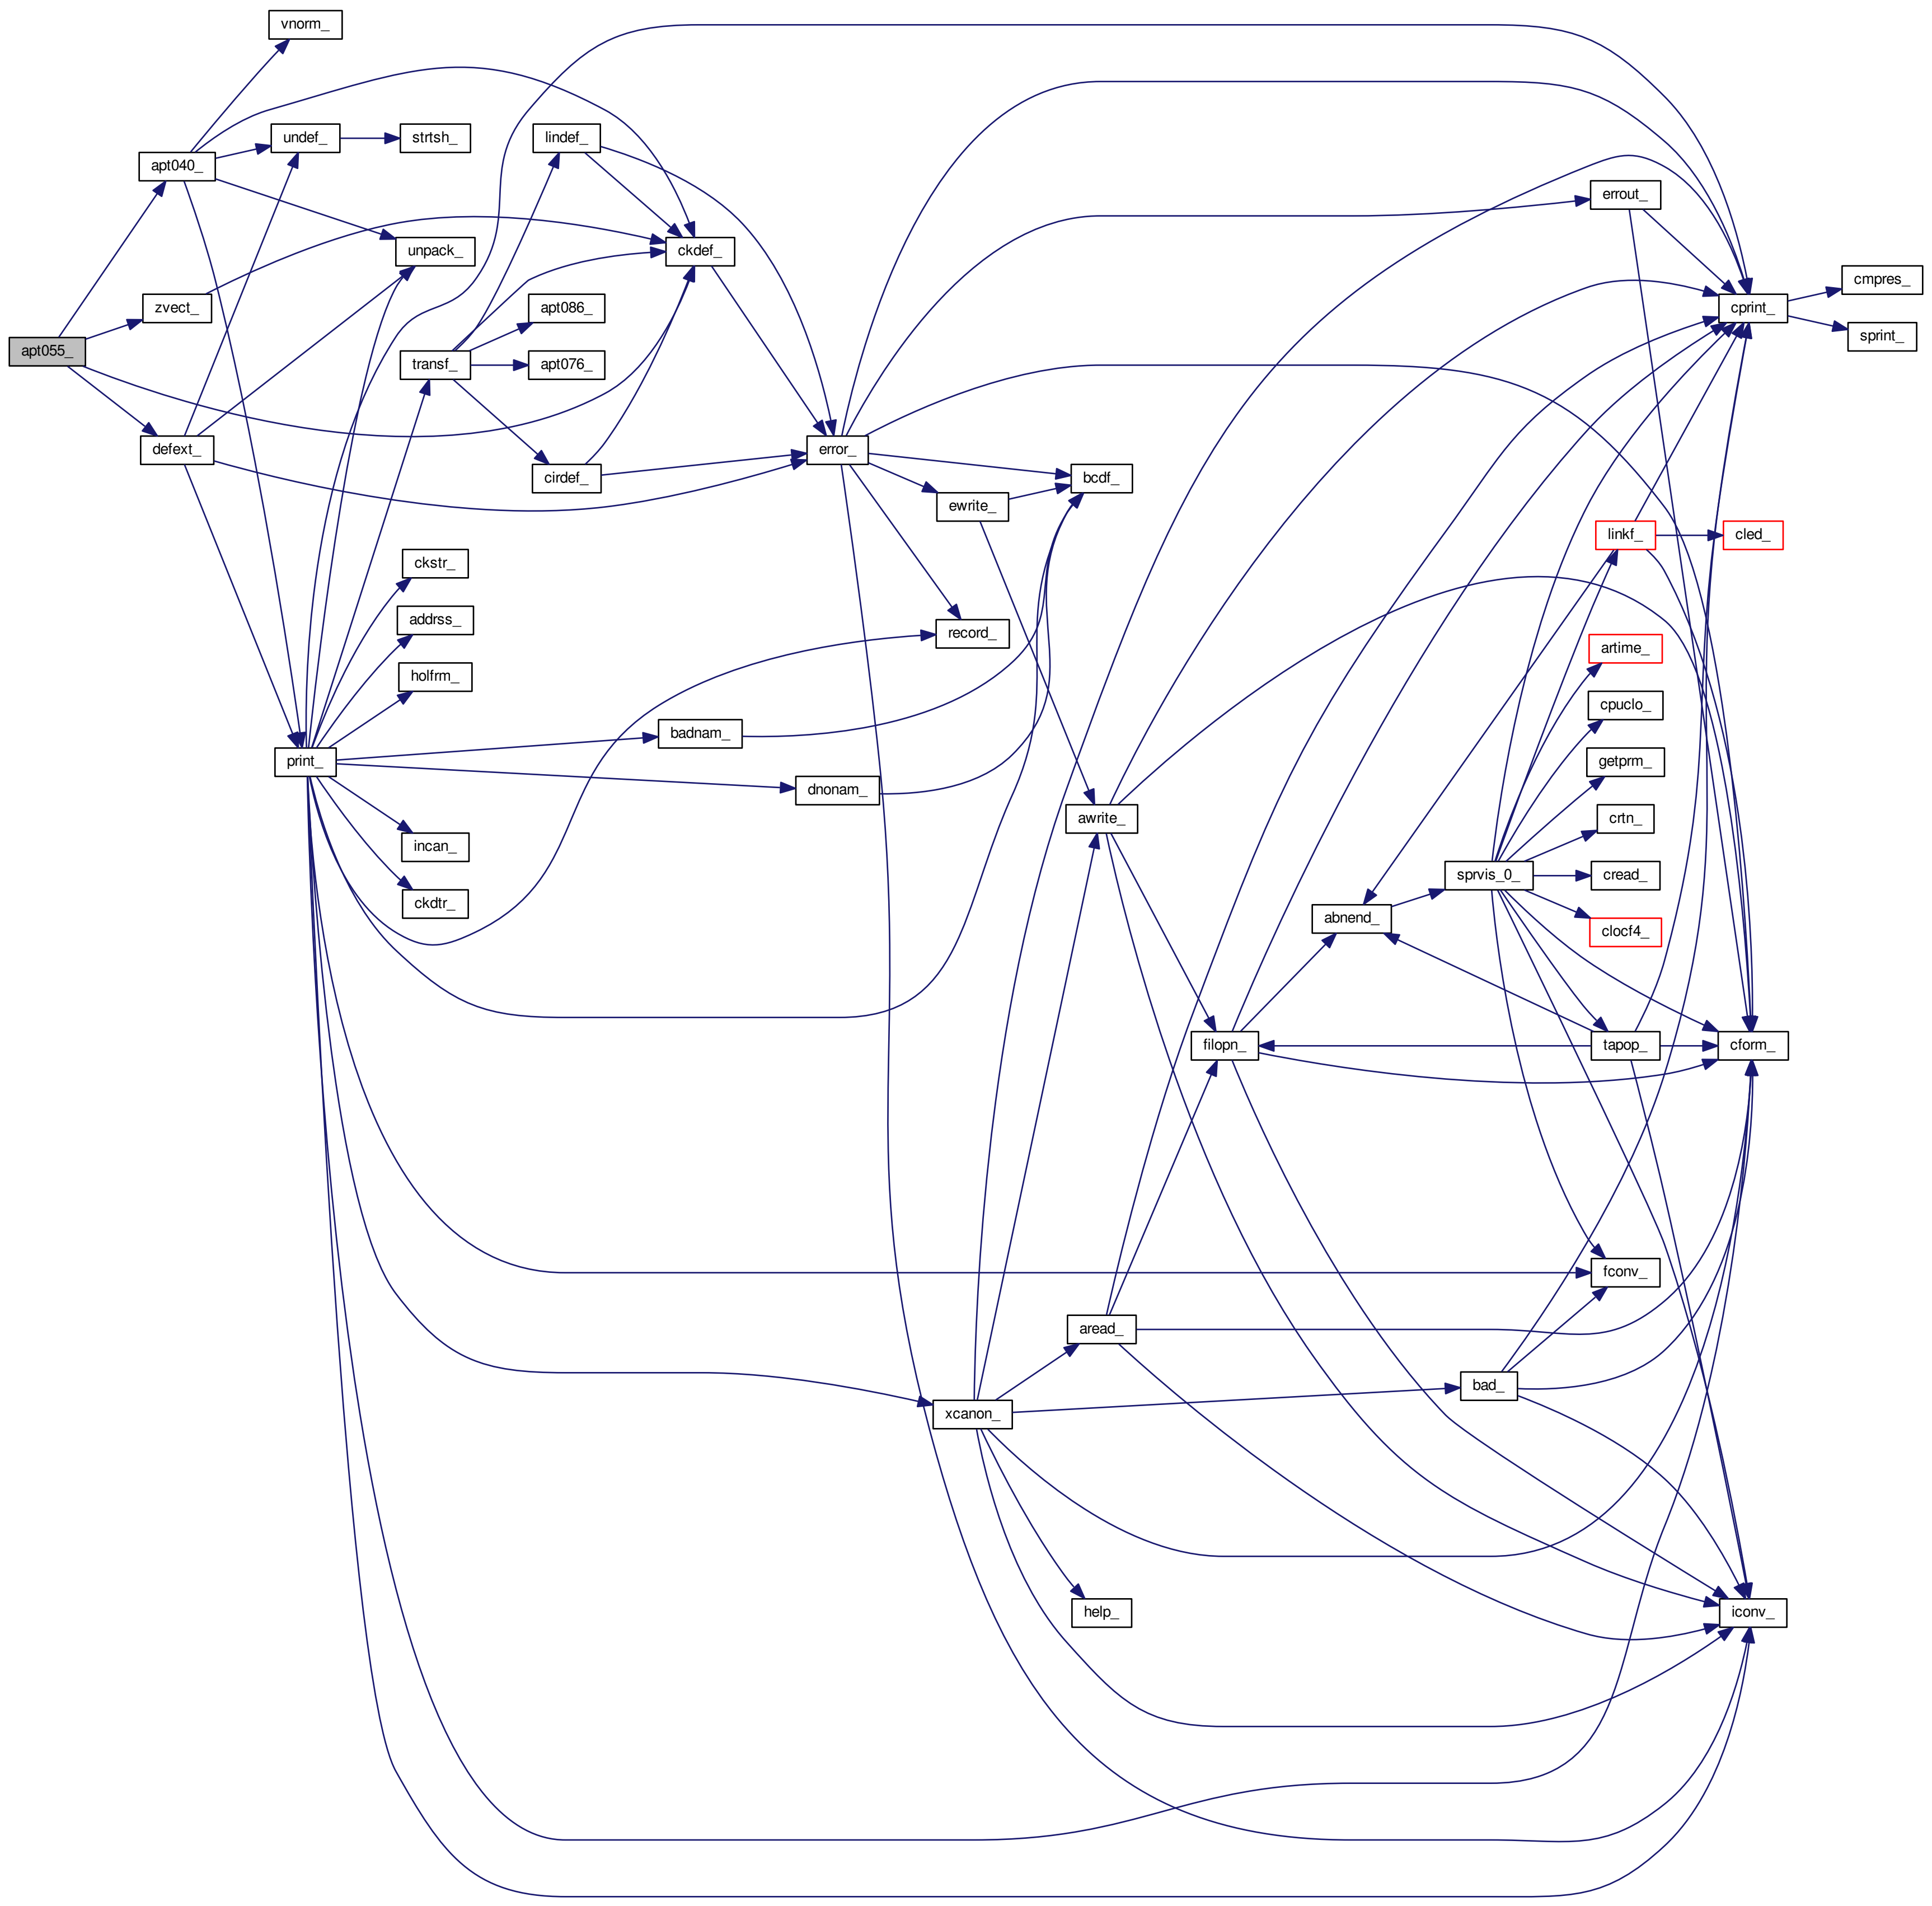 vnorm_
apt040_
undef_
strtsh_
lindef_
errout_
unpack_
ckdef_
cmpres_
zvect_
apt086_
cprint_
sprint_
apt055_
transf_
apt076_
defext_
cirdef_
error_
bcdf_
ewrite_
linkf_
cled_
ckstr_
addrss_
record_
artime_
holfrm_
cpuclo_
badnam_
print_
getprm_
dnonam_
awrite_
crtn_
incan_
sprvis_0_
cread_
ckdtr_
abnend_
clocf4_
filopn_
tapop_
cform_
fconv_
aread_
bad_
xcanon_
help_
iconv_